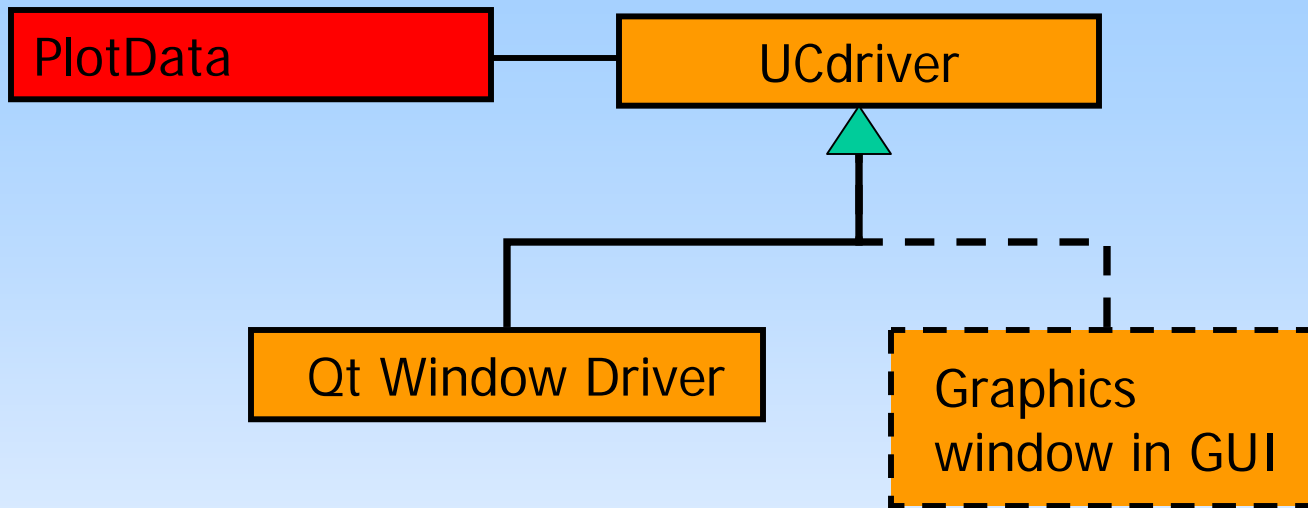 PlotData
UCdriver
Qt Window Driver
Graphics
window in GUI